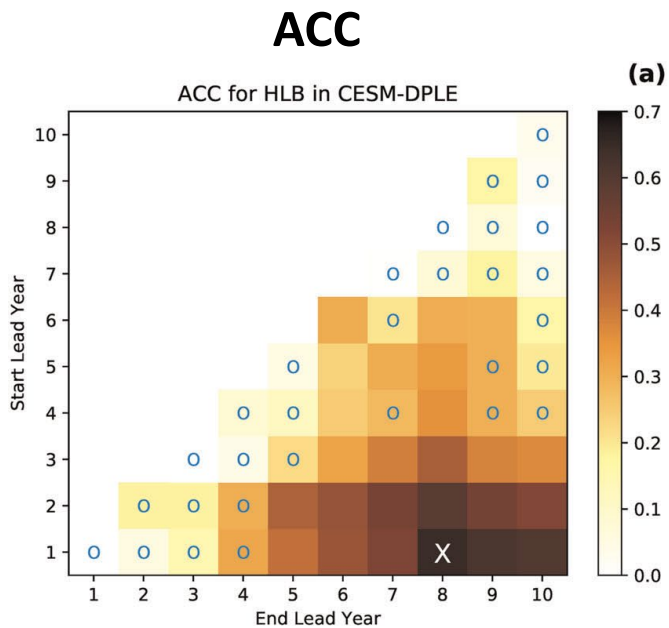 ACC
(a)
ACC for HLB in CESM-DPLE
10 O
9 O O
8 O O O
7 O O O O
6 O O
5 O O O
4 O O O O O
3 O O O
2 O O O
1 O O O O X
1 2 3 4 5 6 7 8 9 10
Start Lead Year
End Lead Year
0.7
0.6
0.5
0.4
0.3
0.2
0.1
0.0